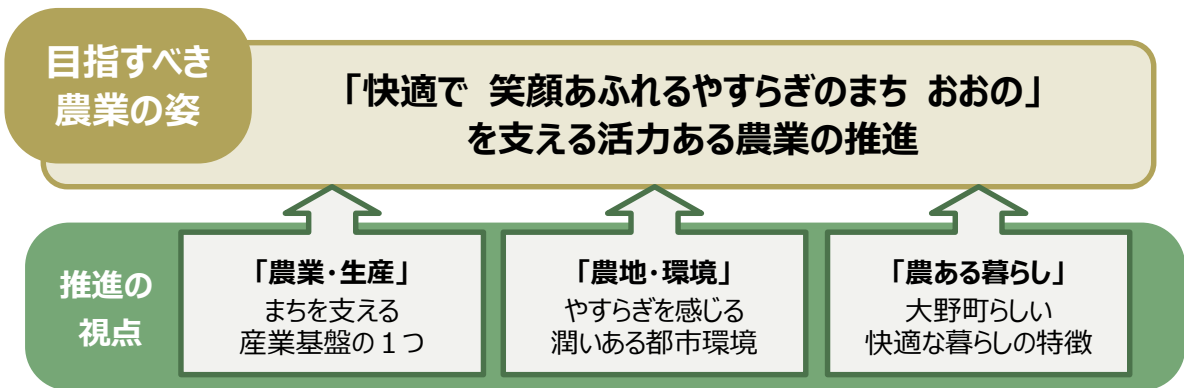 目指すべき
農業の姿
「快適で 笑顔あふれるやすらぎのまち おおの」
を支える活力ある農業の推進
推進の
視点
「農業・生産」
まちを支える
産業基盤の1つ
「農地・環境」
やすらぎを感じる
潤いある都市環境
「農ある暮らし」
大野町らしい
快適な暮らしの特徴